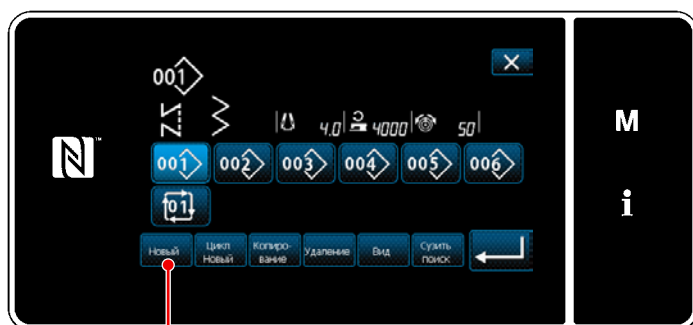 001
4.0 4000 50
001 002 003 004 005 006
01
Новый Цикл Новый Копиро-вание Удаление Вид Сузить поиск
M
i
N™